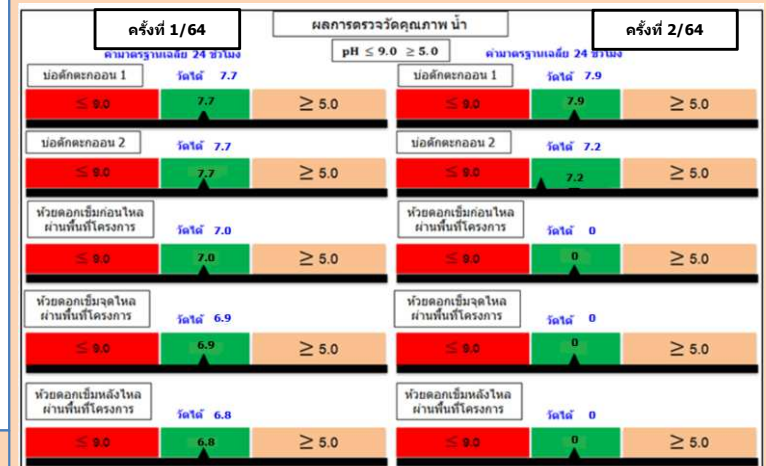 ครั้งที่ 1/64
ผลการตรวจวัดคุณภาพ น้ำ
ครั้งที่ 2/64
ค่ามาตรฐานเฉลี่ย 24 ชั่วโมง
pH ≤ 9.0 ≥ 5.0
ค่ามาตรฐานเฉลี่ย 24 ชั่วโมง
บ่อดักตะกออน 1
วัดได้ 7.7
บ่อดักตะกออน 1
วัดได้ 7.9
≤ 9.0 7.7 ≥ 5.0
≤ 9.0 7.9 ≥ 5.0
บ่อดักตะกออน 2
วัดได้ 7.7
บ่อดักตะกออน 2
วัดได้ 7.2
≤ 9.0 7.7 ≥ 5.0
≤ 9.0 7.2 ≥ 5.0
ห้วยดอกเข็มก่อนไหล
ผ่านพื้นที่โครงการ
วัดได้ 7.0
ห้วยดอกเข็มก่อนไหล
ผ่านพื้นที่โครงการ
วัดได้ 0
≤ 9.0 7.0 ≥ 5.0
≤ 9.0 0 ≥ 5.0
ห้วยดอกเข็มจุดไหล
ผ่านพื้นที่โครงการ
วัดได้ 6.9
ห้วยดอกเข็มจุดไหล
ผ่านพื้นที่โครงการ
วัดได้ 0
≤ 9.0 6.9 ≥ 5.0
≤ 9.0 0 ≥ 5.0
ห้วยดอกเข็มหลังไหล
ผ่านพื้นที่โครงการ
วัดได้ 6.8
ห้วยดอกเข็มหลังไหล
ผ่านพื้นที่โครงการ
วัดได้ 0
≤ 9.0 6.8 ≥ 5.0
≤ 9.0 0 ≥ 5.0